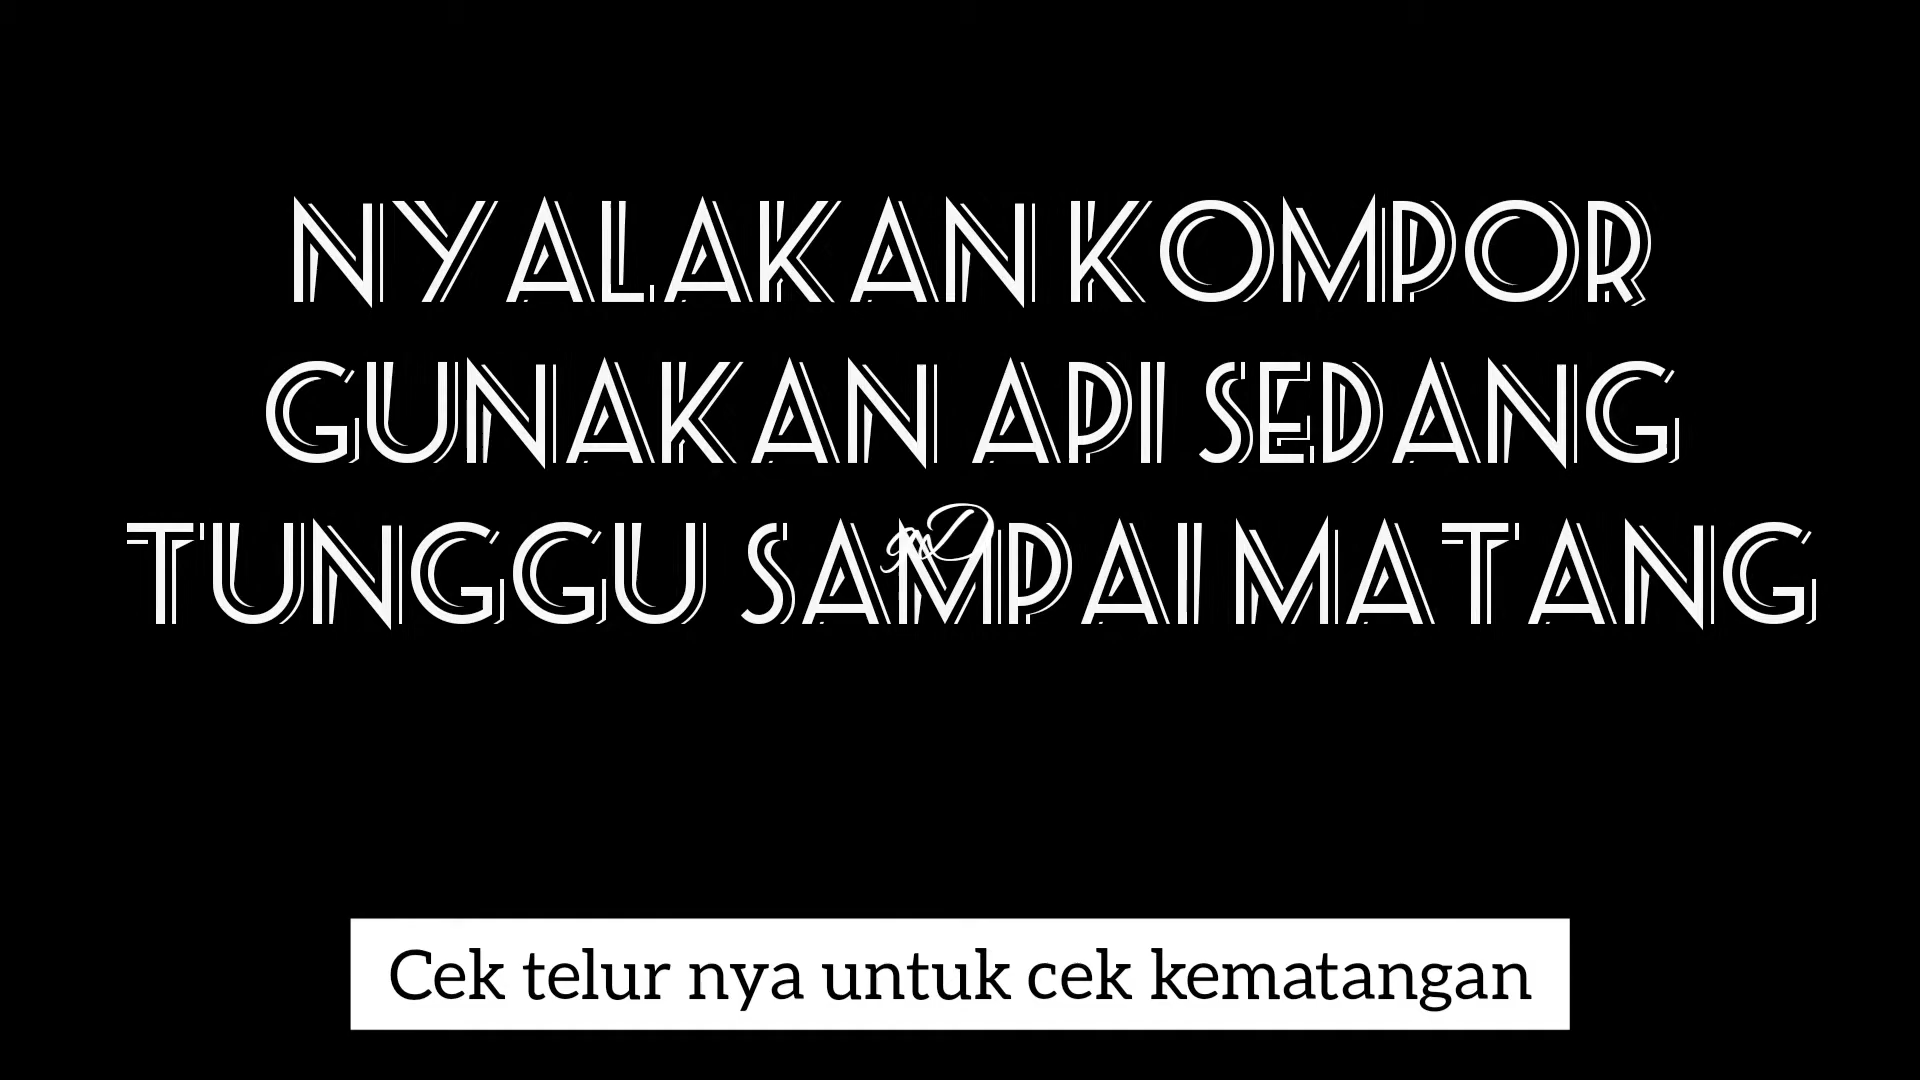 NYALAKAN KOMPOR
GUNAKAN API SEDANG
TUNGGU SAMPAI MATANG
Cek telur nya untuk cek kematangan